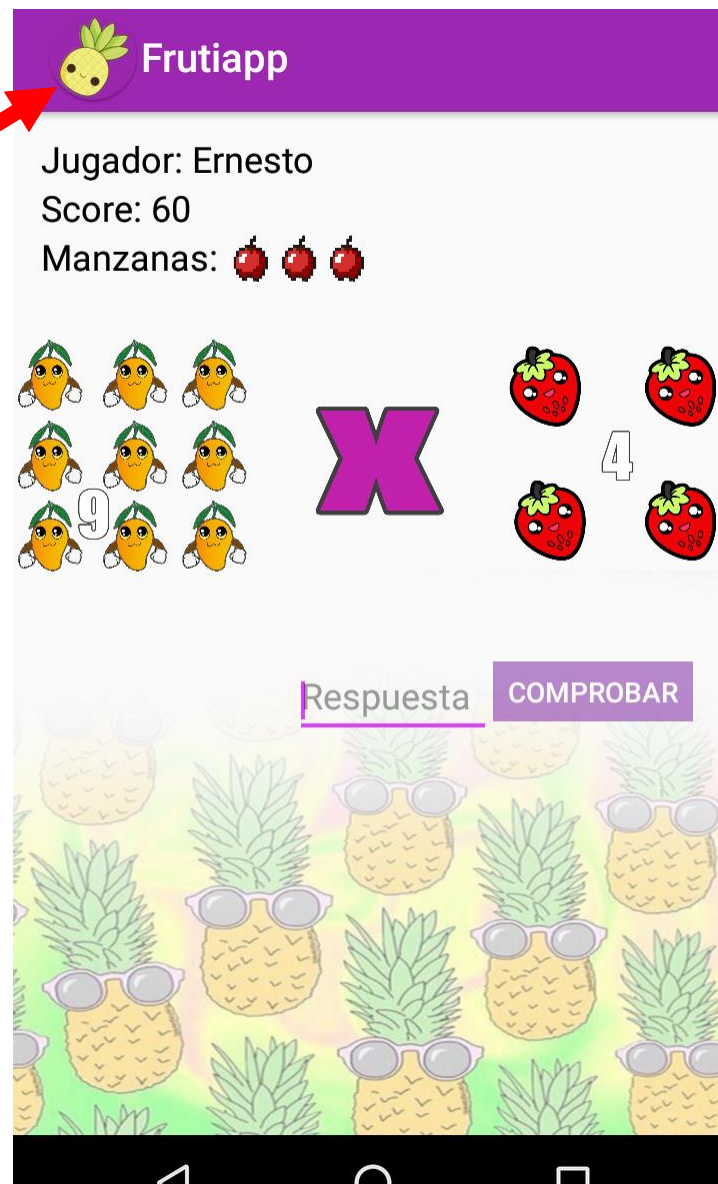 Frutiapp
Jugador: Ernesto
Score: 60
Manzanas:
9 X 4
Respuesta COMPROBAR